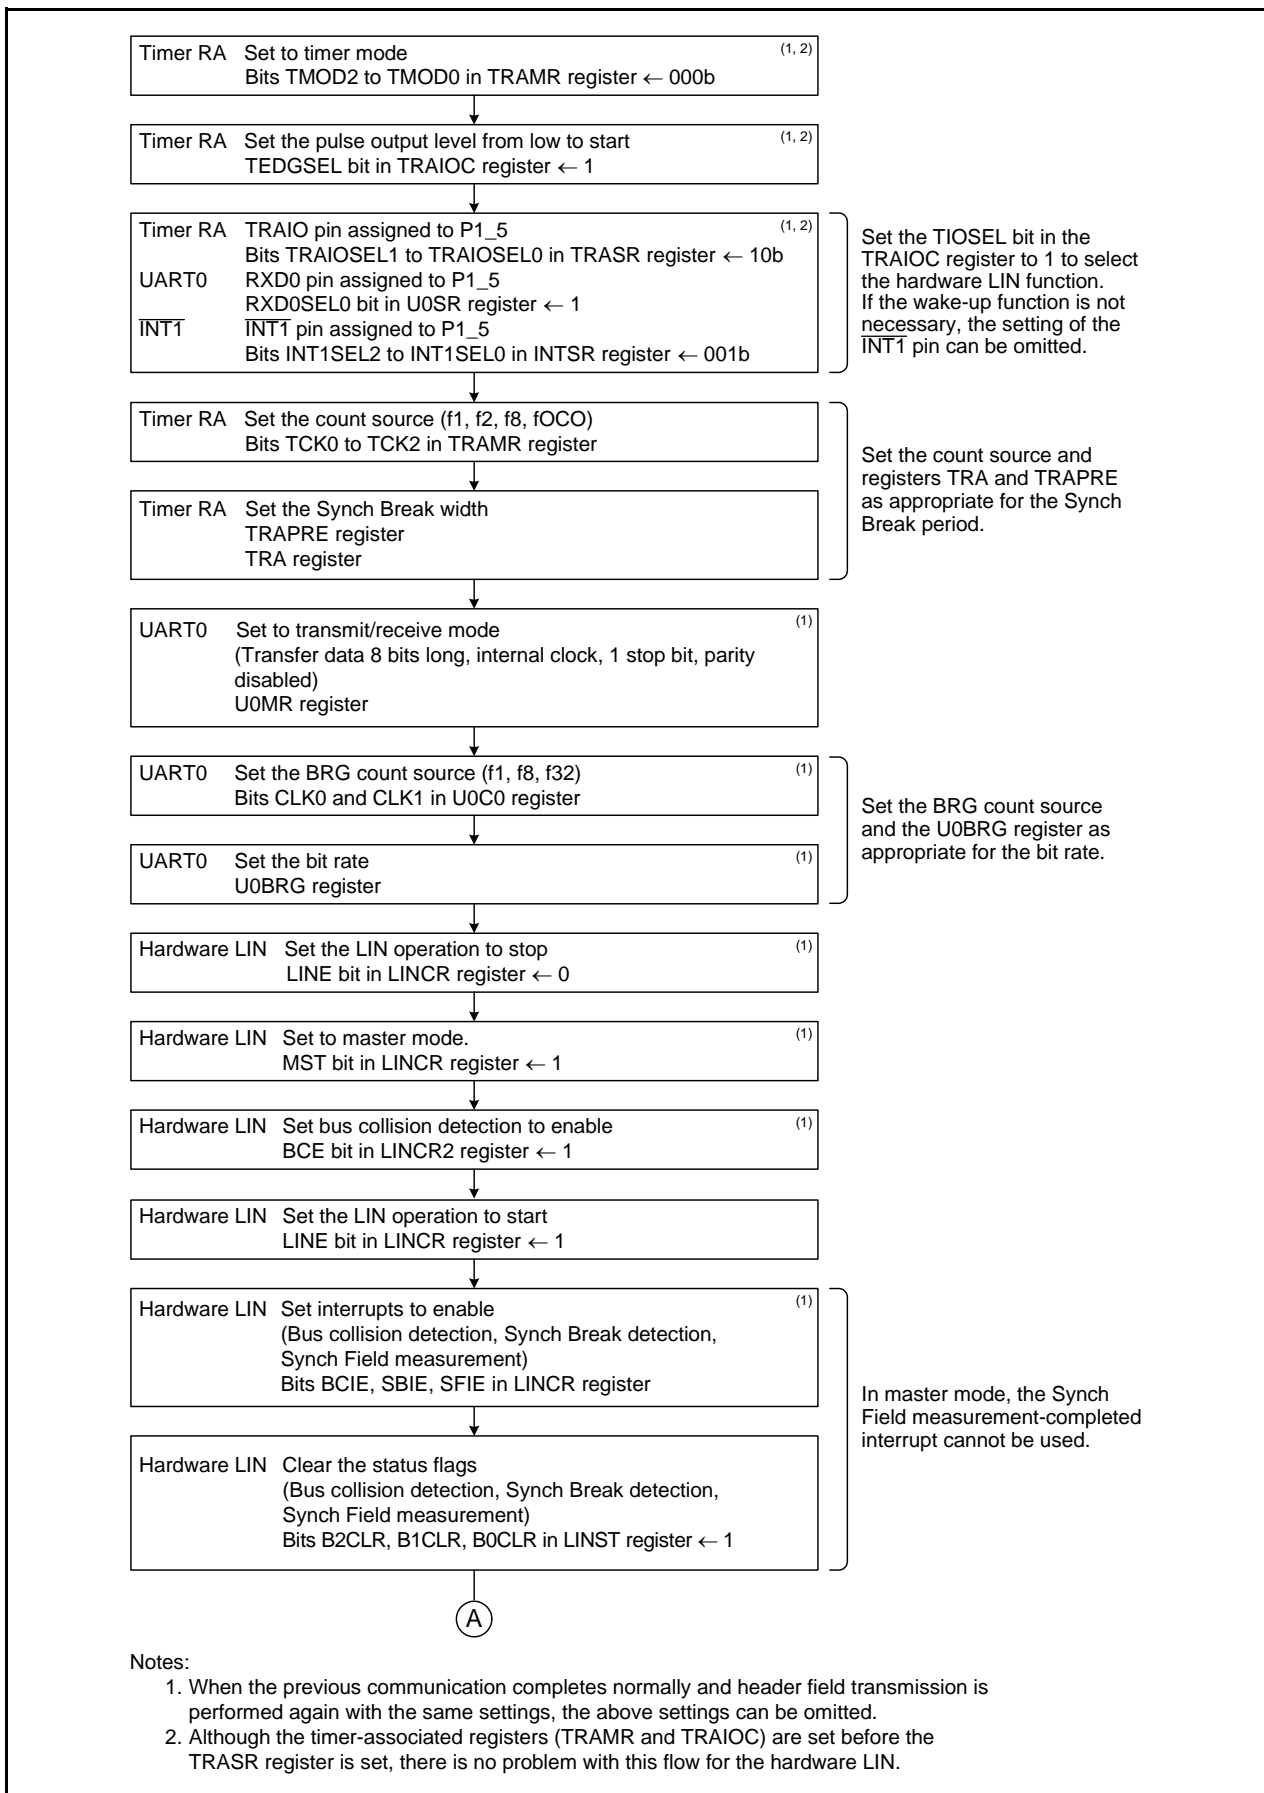 Timer RA Set to timer mode (1, 2)
Bits TMOD2 to TMOD0 in TRAMR register ← 000b
Timer RA Set the pulse output level from low to start (1, 2)
TEDGSEL bit in TRAIOC register ← 1
Timer RA TRAIO pin assigned to P1_5 (1, 2)
Bits TRAIOSEL1 to TRAIOSEL0 in TRASR register ← 10b
UART0 RXD0 pin assigned to P1_5
RXD0SEL0 bit in U0SR register ← 1
INT1 INT1 pin assigned to P1_5
Bits INT1SEL2 to INT1SEL0 in INTSR register ← 001b
Set the TIOSEL bit in the
TRAIOC register to 1 to select
the hardware LIN function.
If the wake-up function is not
necessary, the setting of the
INT1 pin can be omitted.
Timer RA Set the count source (f1, f2, f8, fOCO)
Bits TCK0 to TCK2 in TRAMR register
Timer RA Set the Synch Break width
TRAPRE register
TRA register
Set the count source and
registers TRA and TRAPRE
as appropriate for the Synch
Break period.
UART0 Set to transmit/receive mode (1)
(Transfer data 8 bits long, internal clock, 1 stop bit, parity
disabled)
U0MR register
UART0 Set the BRG count source (f1, f8, f32) (1)
Bits CLK0 and CLK1 in U0C0 register
UART0 Set the bit rate (1)
U0BRG register
Set the BRG count source
and the U0BRG register as
appropriate for the bit rate.
Hardware LIN Set the LIN operation to stop (1)
LINE bit in LINCR register ← 0
Hardware LIN Set to master mode. (1)
MST bit in LINCR register ← 1
Hardware LIN Set bus collision detection to enable (1)
BCE bit in LINCR2 register ← 1
Hardware LIN Set the LIN operation to start
LINE bit in LINCR register ← 1
Hardware LIN Set interrupts to enable (1)
(Bus collision detection, Synch Break detection,
Synch Field measurement)
Bits BCIE, SBIE, SFIE in LINCR register
Hardware LIN Clear the status flags
(Bus collision detection, Synch Break detection,
Synch Field measurement)
Bits B2CLR, B1CLR, B0CLR in LINST register ← 1
In master mode, the Synch
Field measurement-completed
interrupt cannot be used.
A
Notes:
1. When the previous communication completes normally and header field transmission is
performed again with the same settings, the above settings can be omitted.
2. Although the timer-associated registers (TRAMR and TRAIOC) are set before the
TRASR register is set, there is no problem with this flow for the hardware LIN.